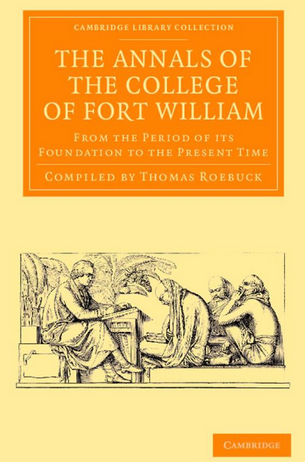 CAMBRIDGE LIBRARY COLLECTION
THE ANNALS OF
THE COLLEGE
OF FORT WILLIAM
FROM THE PERIOD OF ITS
FOUNDATION TO THE PRESENT TIME
COMPILED BY THOMAS ROEBUCK
CAMBRIDGE